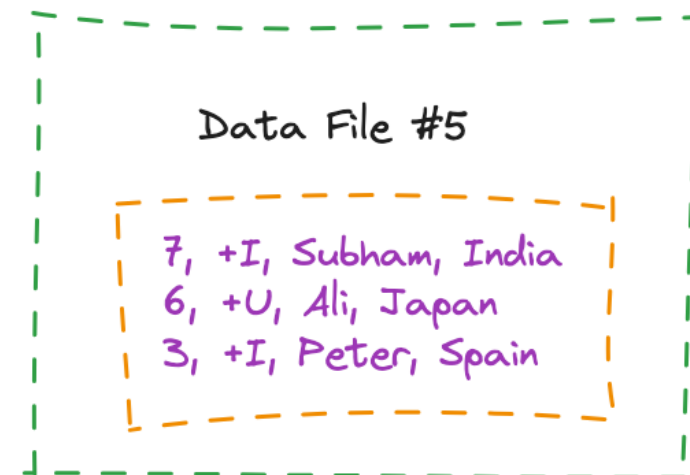 Data File #5
7, +I, Subham, India
6, +U, Ali, Japan
3, +I, Peter, Spain